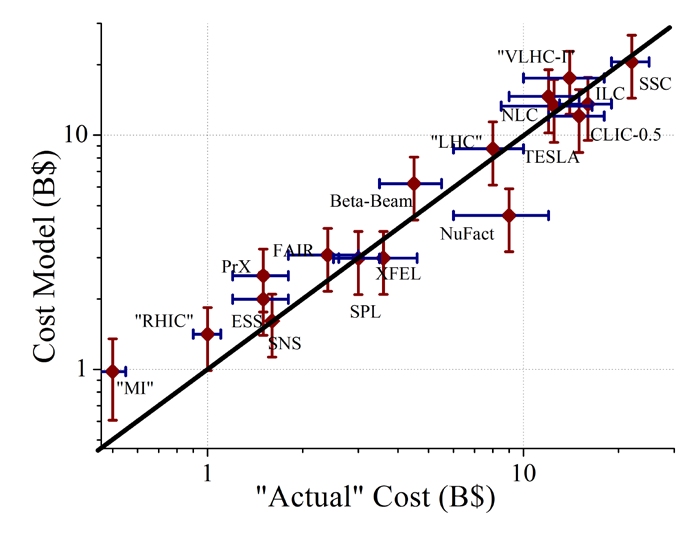 "VLHC-I"
SSC
ILC
NLC
10
"LHC"
TESLA
CLIC-0.5
Beta-Beam
NuFact
FAIR
PrX
XFEL
SPL
"RHIC"
ESS
SNS
1
"MI"
Cost Model (B$)
1
10
"Actual" Cost (B$)